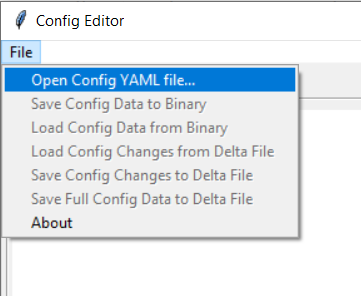 Config Editor
File
Open Config YAML file...
Save Config Data to Binary
Load Config Data from Binary
Load Config Changes from Delta File
Save Config Changes to Delta File
Save Full Config Data to Delta File
About